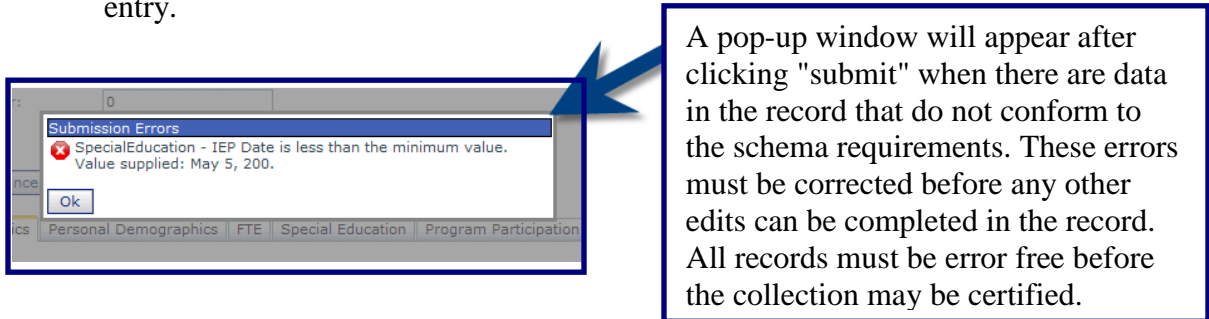 entry.
r:
0
Submission Errors
SpecialEducation - IEP Date is less than the minimum value.
Value supplied: May 5, 200.
nce
Ok
ics Personal Demographics FTE Special Education Program Participation
A pop-up window will appear after
clicking "submit" when there are data
in the record that do not conform to
the schema requirements. These errors
must be corrected before any other
edits can be completed in the record.
All records must be error free before
the collection may be certified.